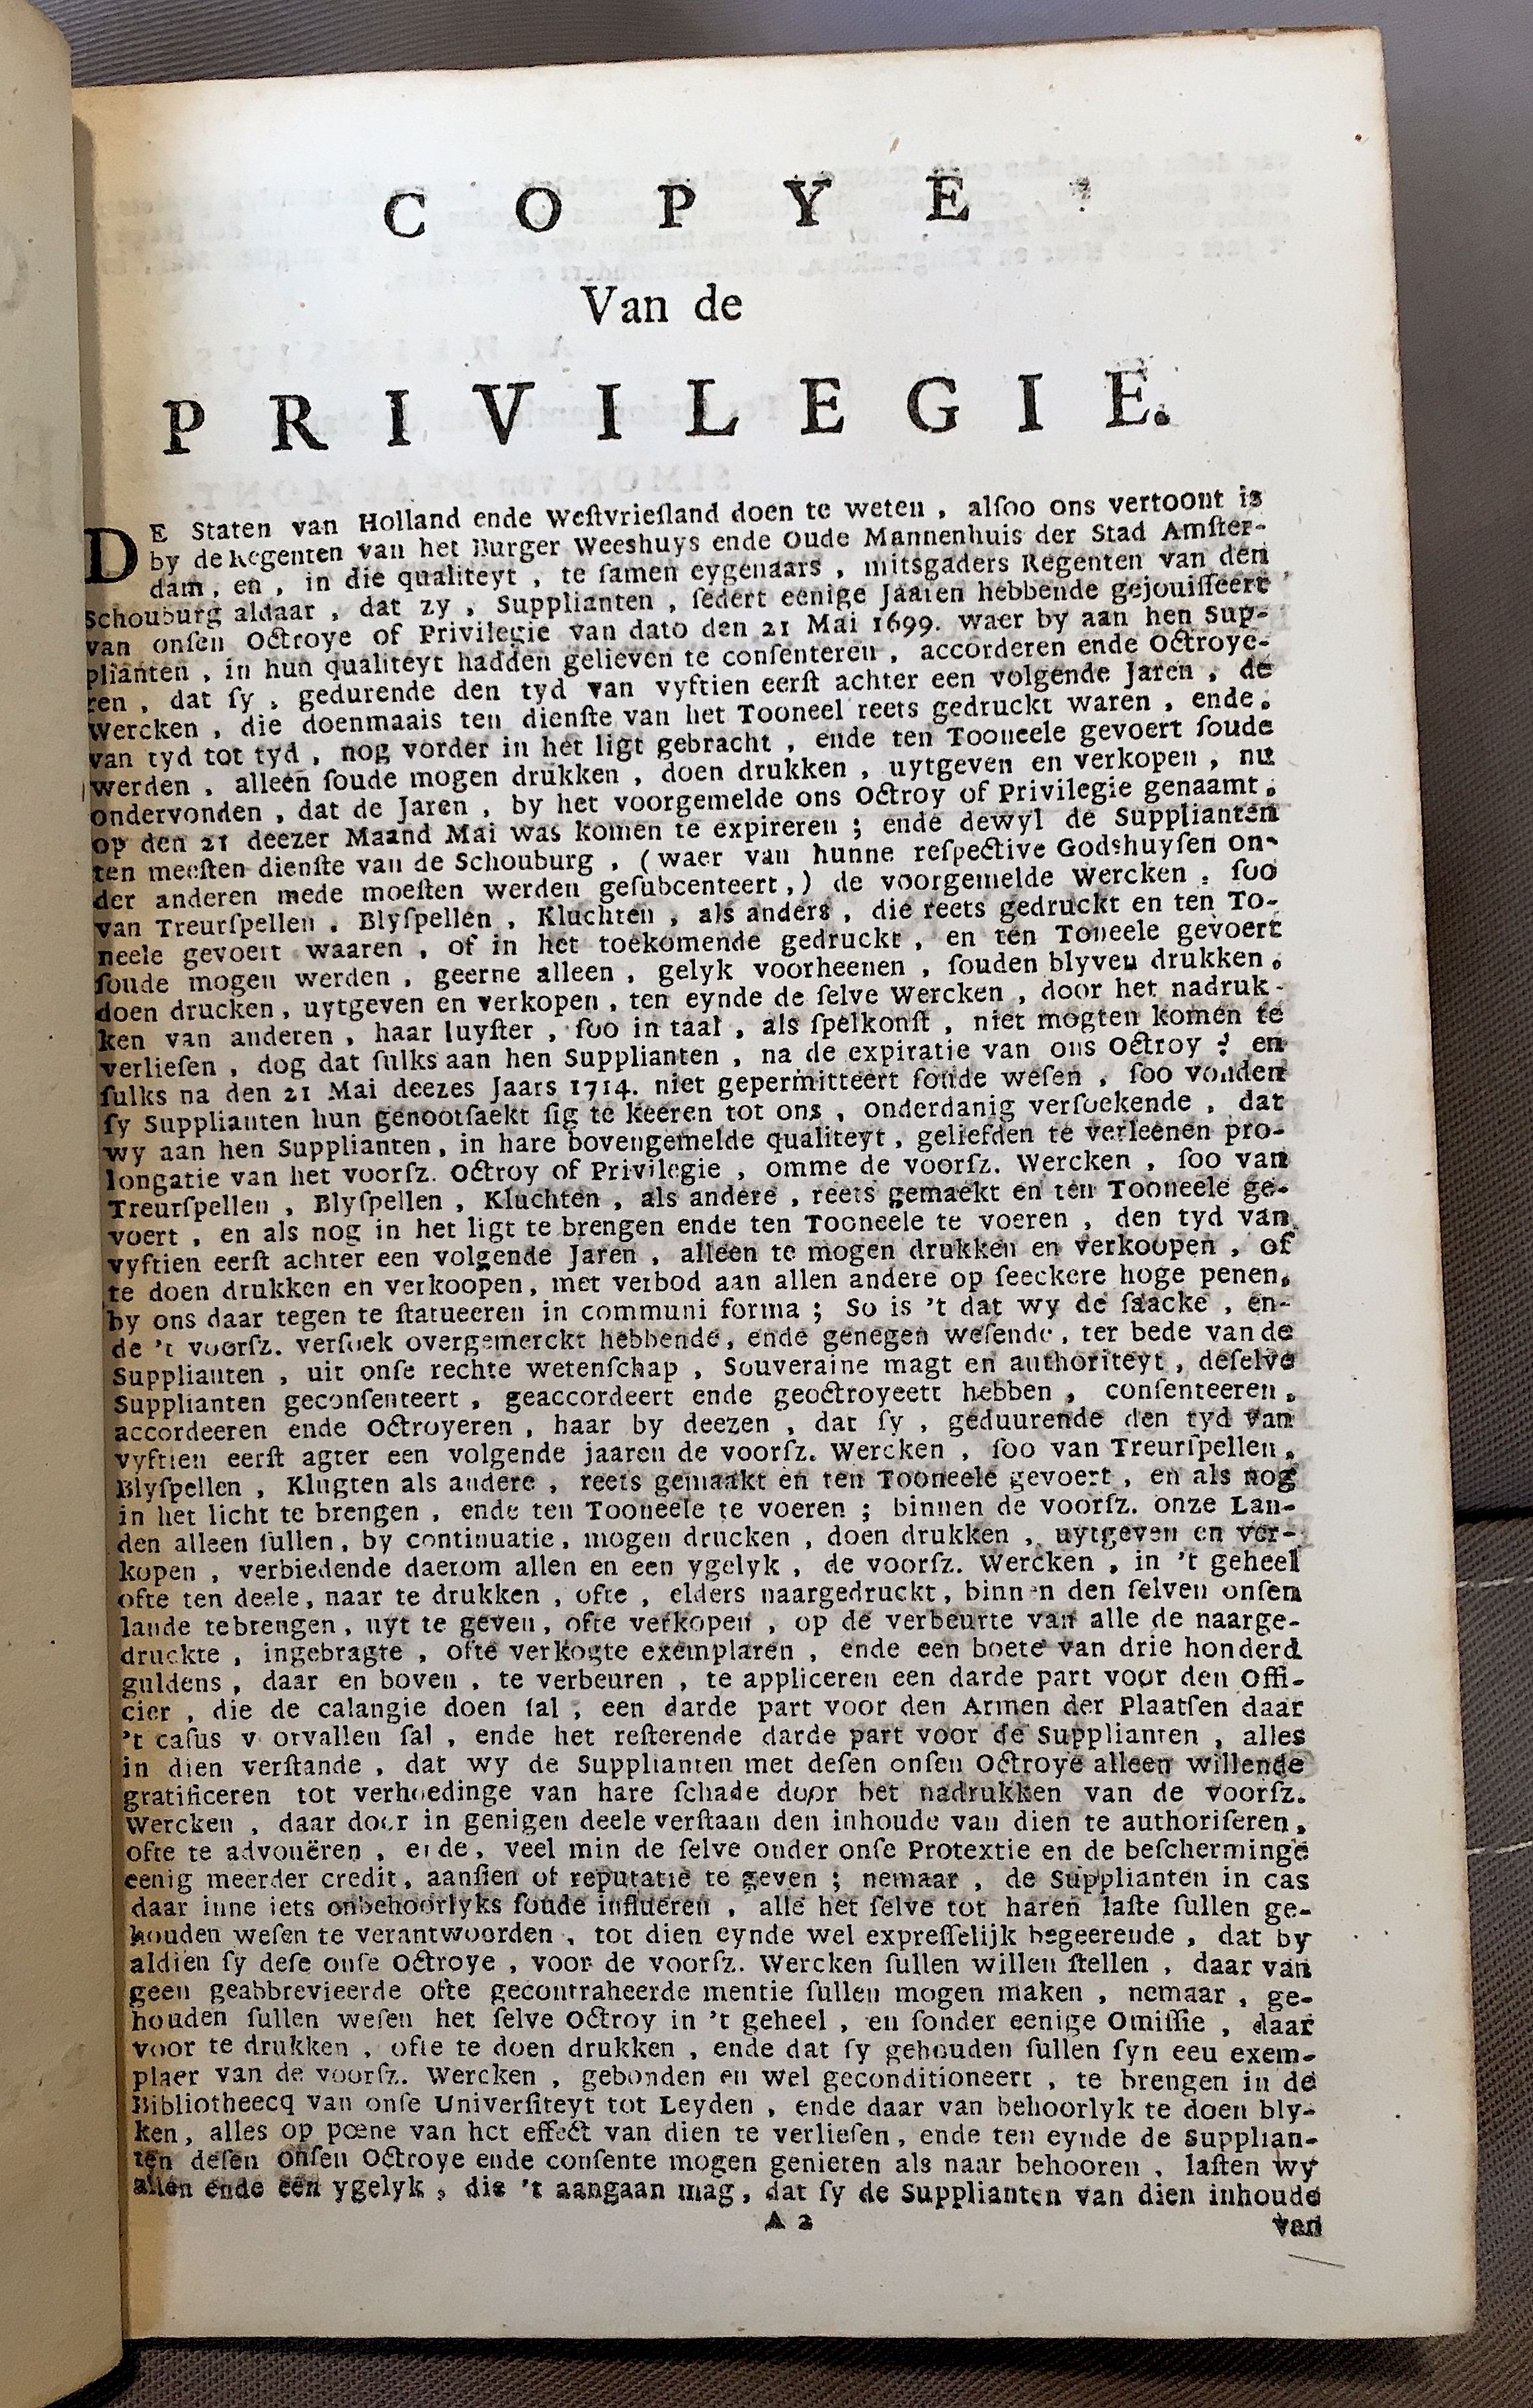 COPYE
Van de
PRIVILEGIE.
DE Staten van Holland ende Weſtvrieſland doen te weten, alſoo ons vertoont is
by de Regenten van het Burger Weeshuys ende Oude Mannenhuis der Stad Amſter-
dam, en, in die qualiteyt, te ſamen eygenaars, mitsgaders Regenten van den
Schouburg aldaar, dat zy, Supplianten, ſedert eenige Jaaren hebbende gejouiſſeert
van onſen Octroye of Privilegie van dato den 21 Mai 1699. waer by aan hen Sup-
plianten, in hun qualiteyt hadden gelieven te conſenteren, accorderen ende Octroye-
ren, dat ſy, gedurende den tyd van vyftien eerſt achter een volgende Jaren, de
Wercken, die doenmaais ten dienſte van het Tooneel reets gedruckt waren, ende,
van tyd tot tyd, nog vorder in het ligt gebracht, ende ten Tooneele gevoert ſoude
werden, alleen ſoude mogen drukken, doen drukken, uytgeven en verkopen, nu
ondervonden, dat de Jaren, by het voorgemelde ons Octroy of Privilegie genaamt,
op den 21 deezer Maand Mai was komen te expireren; ende dewyl de Supplianten
ten meeſten dienſte van de Schouburg, (waer van hunne reſpective Godshuyſen on-
der anderen mede moeſten werden geſubcenteert,) de voorgemelde Wercken, ſoo
van Treurſpellen, Blyſpellen, Kluchten, als anders, die reets gedruckt en ten To-
neele gevoert waaren, of in het toekomende gedruckt, en ten Toneele gevoert
ſoude mogen werden, geerne alleen, gelyk voorheenen, ſouden blyven drukken,
doen drucken, uytgeven en verkopen, ten eynde de ſelve Wercken, door het nadruk-
ken van anderen, haar luyſter, ſoo in taal, als ſpelkonſt, niet mogten komen te
verlieſen, dog dat ſulks aan hen Supplianten, na de expiratie van ons Octroy; en
ſulks na den 21 Mai deezes Jaars 1714. niet gepermitteert ſoude weſen, ſoo vonden
ſy Supplianten hun genootſaekt ſig te keeren tot ons, onderdanig verſoekende, dat
wy aan hen Supplianten, in hare bovengemelde qualiteyt, geliefden te verleenen pro-
longatie van het voorſz. Octroy of Privilegie, omme de voorſz. Wercken, ſoo van
Treurſpellen, Blyſpellen, Kluchten, als andere, reets gemaekt en ten Tooneele ge-
voert, en als nog in het ligt te brengen ende ten Tooneele te voeren, den tyd van
vyftien eerſt achter een volgende Jaren, alleen te mogen drukken en verkoopen, of
te doen drukken en verkoopen, met verbod aan allen andere op ſeeckere hoge penen,
by ons daar tegen te ſtatueeren in communi forma; So is 't dat wy de ſaacke, en-
de 't voorſz. verſoek overgemerckt hebbende, ende genegen weſende, ter bede van de
Supplianten, uit onſe rechte wetenſchap, Souveraine magt en authoriteyt, deſelve
Supplianten geconſenteert, geaccordeert ende geoctroyeett hebben, conſenteeren,
accordeeren ende Octroyeren, haar by deezen, dat ſy, geduurende den tyd van
vyftien eerſt agter een volgende jaaren de voorſz. Wercken, ſoo van Treurſpellen,
Blyſpellen, Klugten als andere, reets gemaakt en ten Tooneele gevoert, en als nog
in het licht te brengen, ende ten Tooneele te voeren; binnen de voorſz. onze Lan-
den alleen ſullen, by continuatie, mogen drucken, doen drukken, uytgeven en ver-
kopen, verbiedende daerom allen en een ygelyk, de voorſz. Wercken, in 't geheel
ofte ten deele, naar te drukken, ofte, elders naargedruckt, binnen den ſelven onſen
lande tebrengen, uyt te geven, ofte verkopen, op de verbeurte van alle de naarge-
druckte, ingebragte, ofte verkogte exemplaren, ende een boete van drie honderd
guldens, daar en boven, te verbeuren, te appliceren een darde part voor den Offi-
cier, die de calangie doen ſal, een darde part voor den Armen der Plaatſen daar
't caſus v orvallen ſal, ende het reſterende darde part voor de Supplianten, alles
in dien verſtande, dat wy de Supplianten met deſen onſen Octroye alleen willende
gratificeren tot verhoedinge van hare ſchade door het nadrukken van de voorſz.
Wercken, daar door in genigen deele verſtaan den inhoude van dien te authoriſeren,
ofte te advouëren, ende, veel min de ſelve onder onſe Protextie en de beſcherminge
eenig meerder credit, aanſien of reputatie te geven; nemaar, de Supplianten in cas
daar inne iets onbehoorlyks ſoude influeren, alle het ſelve tot haren laſte ſullen ge-
houden weſen te verantwoorden, tot dien eynde wel expreſſelijk begeerende, dat by
aldien ſy deſe onſe Octroye, voor de voorſz. Wercken ſullen willen ſtellen, daar van
geen geabbrevieerde ofte gecontraheerde mentie ſullen mogen maken, nemaar, ge-
houden ſullen weſen het ſelve Octroy in 't geheel, en ſonder eenige Omiſſie, daar
voor te drukken, ofte te doen drukken, ende dat ſy gehouden ſullen ſyn eeu exem-
plaer van de voorſz. Wercken, gebonden en wel geconditioneert, te brengen in de
Bibliotheecq van onſe Univerſiteyt tot Leyden, ende daar van behoorlyk te doen bly-
ken, alles op pœne van het effect van dien te verlieſen, ende ten eynde de Supplian-
ten deſen onſen Octroye ende conſente mogen genieten als naar behooren, laſten wy
allen ende een ygelyk, die 't aangaan mag, dat ſy de Supplianten van dien inhoude
A 2
van